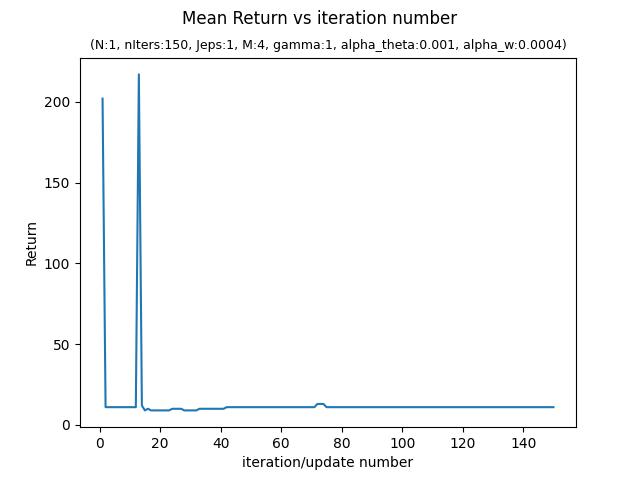 Mean Return vs iteration number
(N:1, nIters:150, Jeps:1, M:4, gamma:1, alpha_theta:0.001, alpha_w:0.0004)
200
150
100
50
0
Return
0 20 40 60 80 100 120 140
iteration/update number